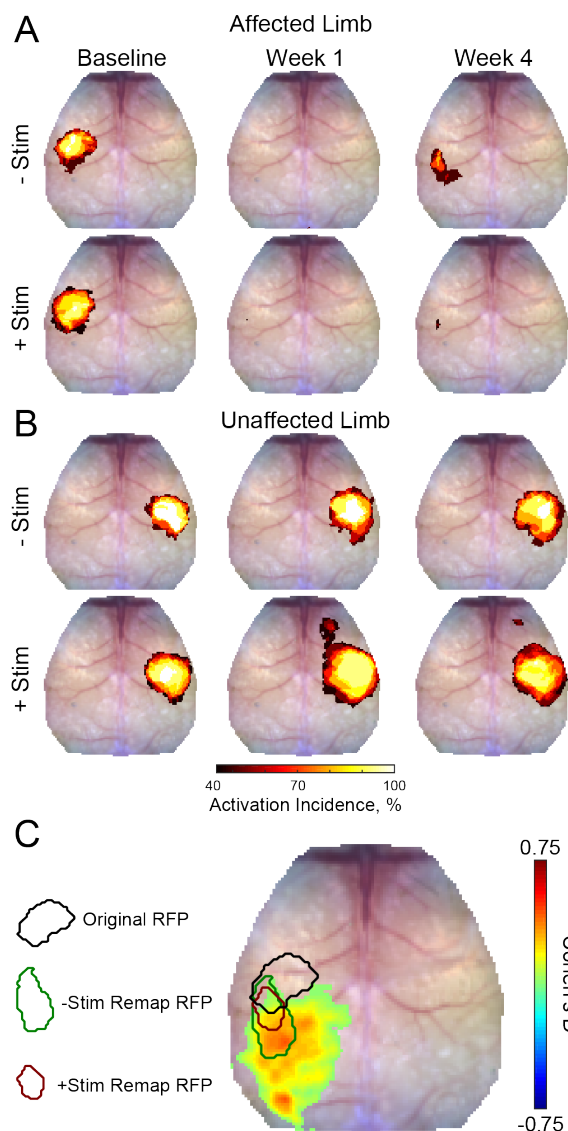 A
Affected Limb
Baseline
Week 1
Week 4
- Stim
+ Stim
B
Unaffected Limb
- Stim
+ Stim
40
70
100
Activation Incidence, %
C
0.75
Original RFP
-Stim Remap RFP
+Stim Remap RFP
-0.75